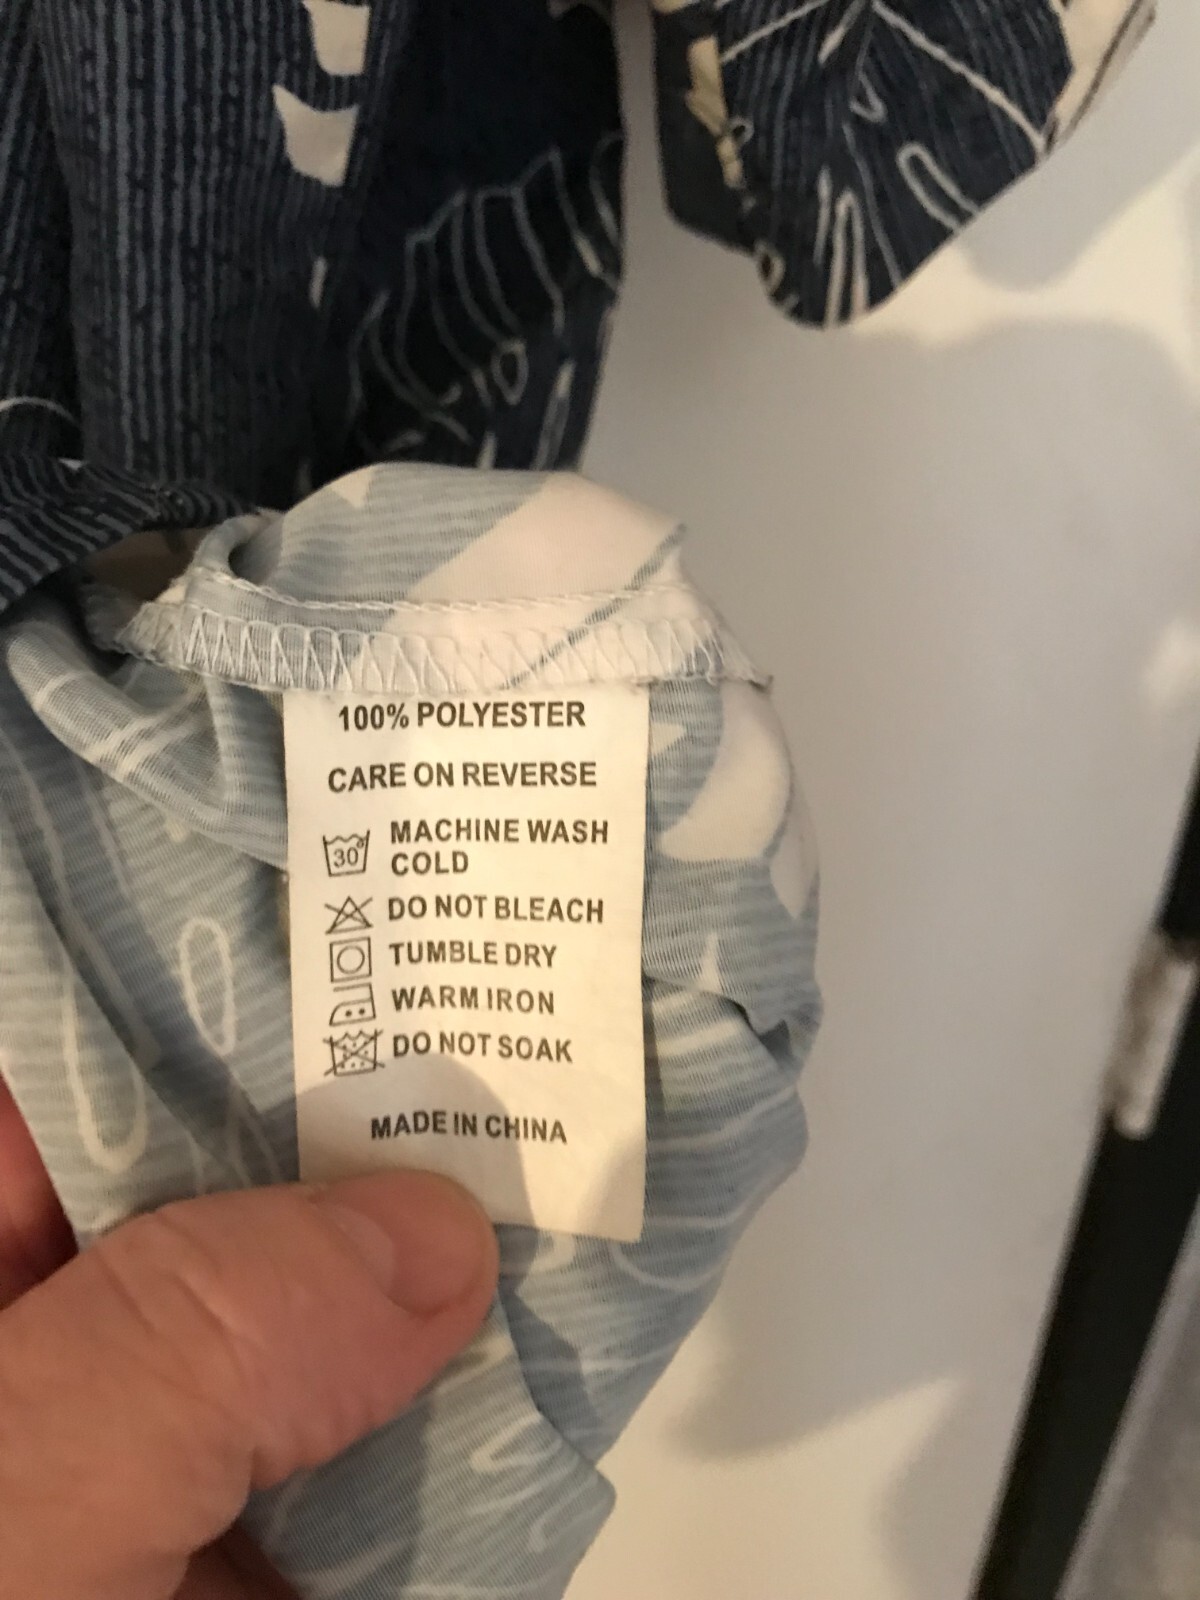 100% POLYESTER
CARE ON REVERSE
30° MACHINE WASH
COLD
DO NOT BLEACH
TUMBLE DRY
WARM IRON
DO NOT SOAK
MADE IN CHINA